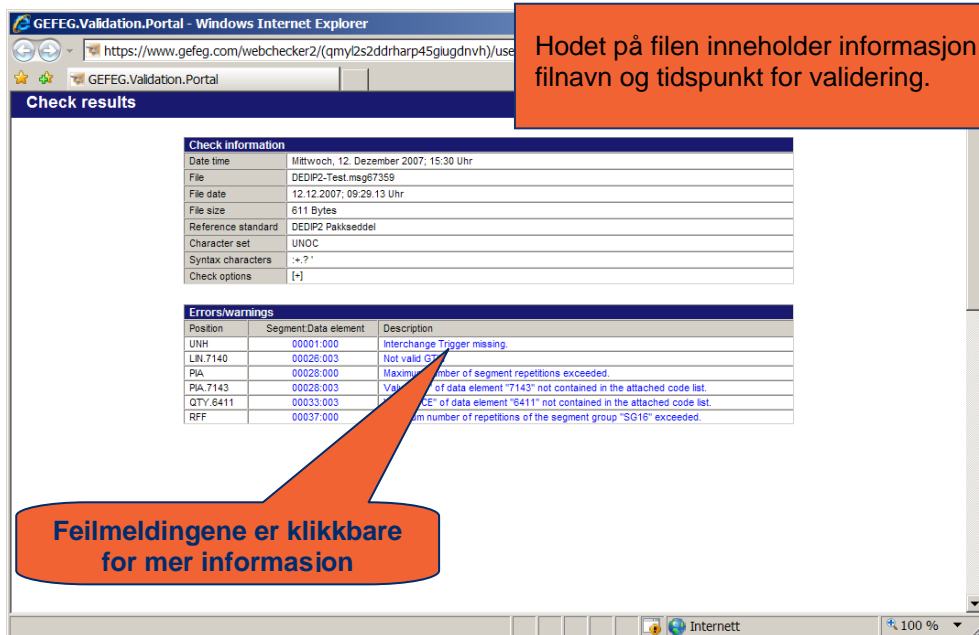 GEFEG.Validation.Portal - Windows Internet Explorer
https://www.gefeg.com/webchecker2/(qmyl2s2ddrharp45giugdnvh)/use
GEFEG.Validation.Portal
Hodet på filen inneholder informasjon
filnavn og tidspunkt for validering.
Check results
Check information
Date time Mittwoch, 12. Dezember 2007; 15:30 Uhr
File DEDIP2-Test.msg67359
File date 12.12.2007; 09:29.13 Uhr
File size 611 Bytes
Reference standard DEDIP2 Pakkseddel
Character set UNOC
Syntax characters :+.? '
Check options [+]
Errors/warnings
Position Segment:Data element Description
UNH 00001:000 Interchange Trigger missing.
LIN.7140 00026:003 Not valid
PIA 00028:000 Maximum number of segment repetitions exceeded.
PIA.7143 00028:003 of data element "7143" not contained in the attached code list.
QTY.6411 00033:003 of data element "6411" not contained in the attached code list.
RFF 00037:000 number of repetitions of the segment group "SG16" exceeded.
Feilmeldingene er klikkbare
for mer informasjon
Internett
100 %